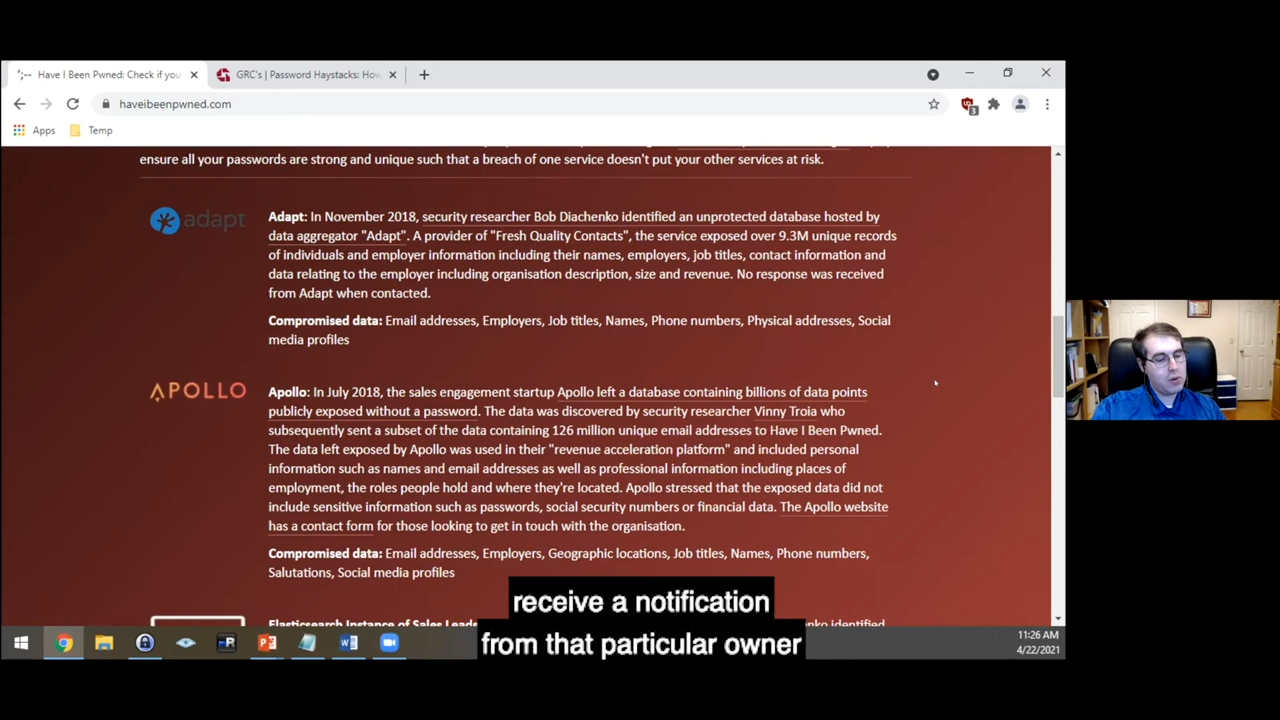 Have I Been Pwned: Check if you
GRC's | Password Haystacks: How
haveibeenpwned.com
3
Apps
Temp
ensure all your passwords are strong and unique such that a breach of one service doesn't put your other services at risk.
adapt
Adapt: In November 2018, security researcher Bob Diachenko identified an unprotected database hosted by
data aggregator "Adapt". A provider of "Fresh Quality Contacts", the service exposed over 9.3M unique records
of individuals and employer information including their names, employers, job titles, contact information and
data relating to the employer including organisation description, size and revenue. No response was received
from Adapt when contacted.
Compromised data: Email addresses, Employers, Job titles, Names, Phone numbers, Physical addresses, Social
media profiles
APOLLO
Apollo: In July 2018, the sales engagement startup Apollo left a database containing billions of data points
publicly exposed without a password. The data was discovered by security researcher Vinny Troia who
subsequently sent a subset of the data containing 126 million unique email addresses to Have I Been Pwned.
The data left exposed by Apollo was used in their "revenue acceleration platform" and included personal
information such as names and email addresses as well as professional information including places of
employment, the roles people hold and where they're located. Apollo stressed that the exposed data did not
include sensitive information such as passwords, social security numbers or financial data. The Apollo website
has a contact form for those looking to get in touch with the organisation.
Compromised data: Email addresses, Employers, Geographic locations, Job titles, Names, Phone numbers,
Salutations, Social media profiles
Elasticsearch Instance of Sales Leads
identified
receive a notification
from that particular owner
11:26 AM
4/22/2021